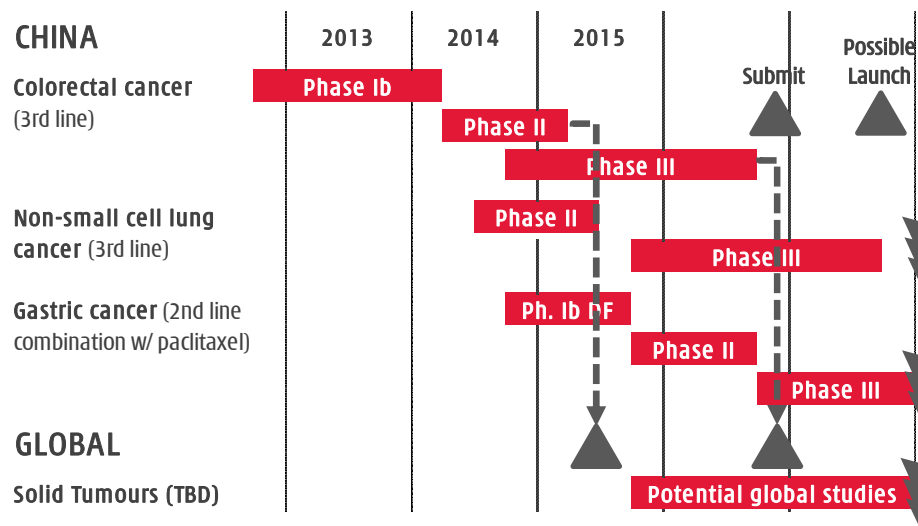 CHINA
2013
2014
2015
Submit
Possible
Launch
Colorectal cancer
(3rd line)
Phase Ib
Phase II
Phase III
Non-small cell lung
cancer (3rd line)
Phase II
Phase III
Gastric cancer (2nd line
combination w/ paclitaxel)
Ph. Ib DF
Phase II
Phase III
GLOBAL
Solid Tumours (TBD)
Potential global studies